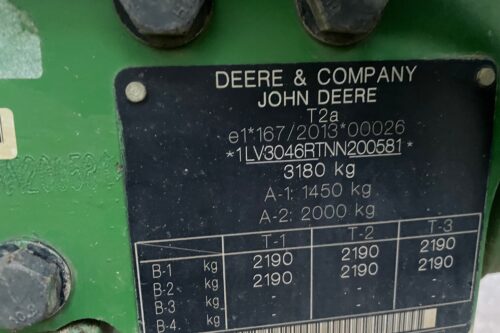 DEERE & COMPANY
JOHN DEERE
T2a
e1*167/2013*00026
*1LV3046RTNN200581*
3180 kg
A-1: 1450 kg
A-2: 2000 kg
T-1 T-2 T-3
B-1 kg 2190 2190 2190
B-2 kg 2190 2190 2190
B-3 kg
B-4 kg